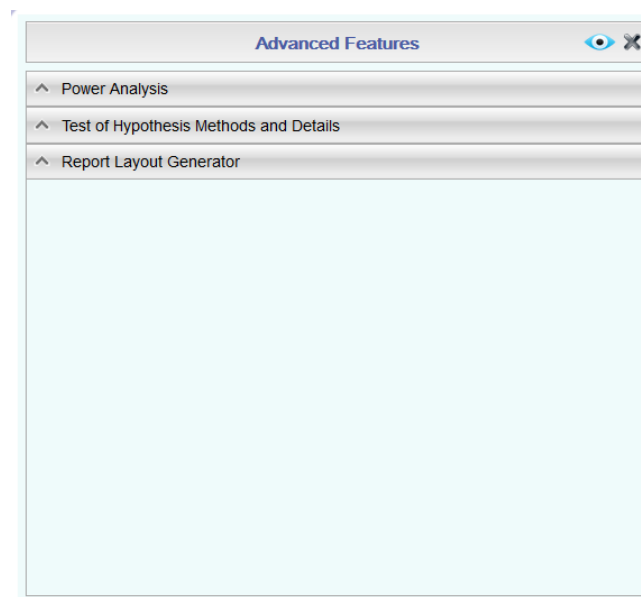 Advanced Features
Power Analysis
Test of Hypothesis Methods and Details
Report Layout Generator